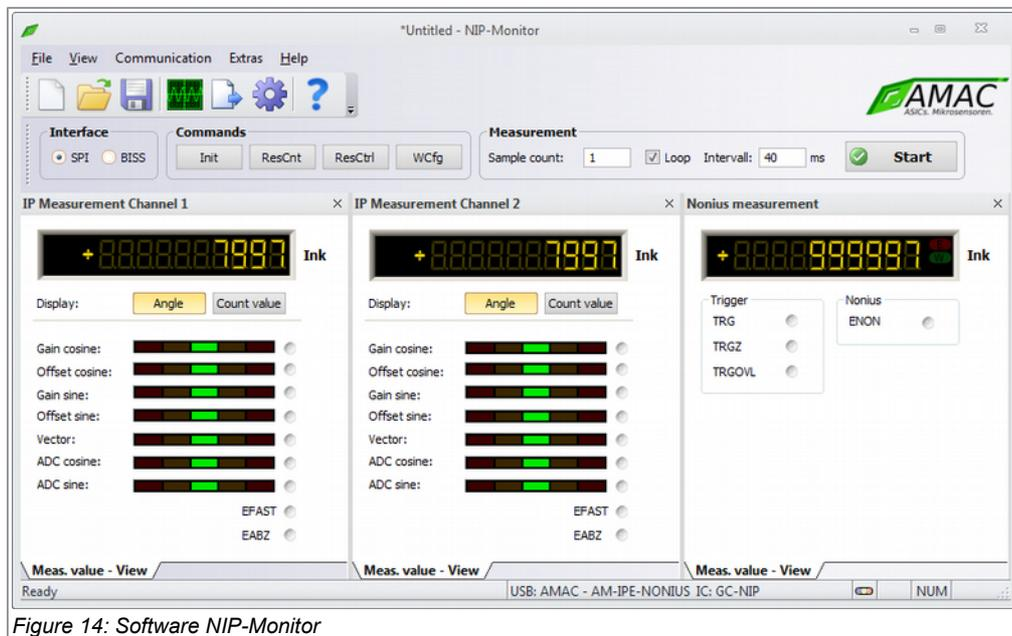 *Untitled - NIP-Monitor
File View Communication Extras Help
AMAC
ASICs. Mikrosensoren.
Interface
SPI BISS
Commands
Init ResCnt ResCtrl WCfg
Measurement
Sample count: 1 Loop Intervall: 40 ms Start
IP Measurement Channel 1
+ 7997 Ink
Display: Angle Count value
Gain cosine:
Offset cosine:
Gain sine:
Offset sine:
Vector:
ADC cosine:
ADC sine:
EFAST
EABZ
Meas. value - View
IP Measurement Channel 2
+ 7997 Ink
Display: Angle Count value
Gain cosine:
Offset cosine:
Gain sine:
Offset sine:
Vector:
ADC cosine:
ADC sine:
EFAST
EABZ
Meas. value - View
Nonius measurement
+ 999997 E W Ink
Trigger
TRG
TRGZ
TRGOVL
Nonius
ENON
Meas. value - View
Ready USB: AMAC - AM-IPE-NONIUS IC: GC-NIP NUM
Figure 14: Software NIP-Monitor